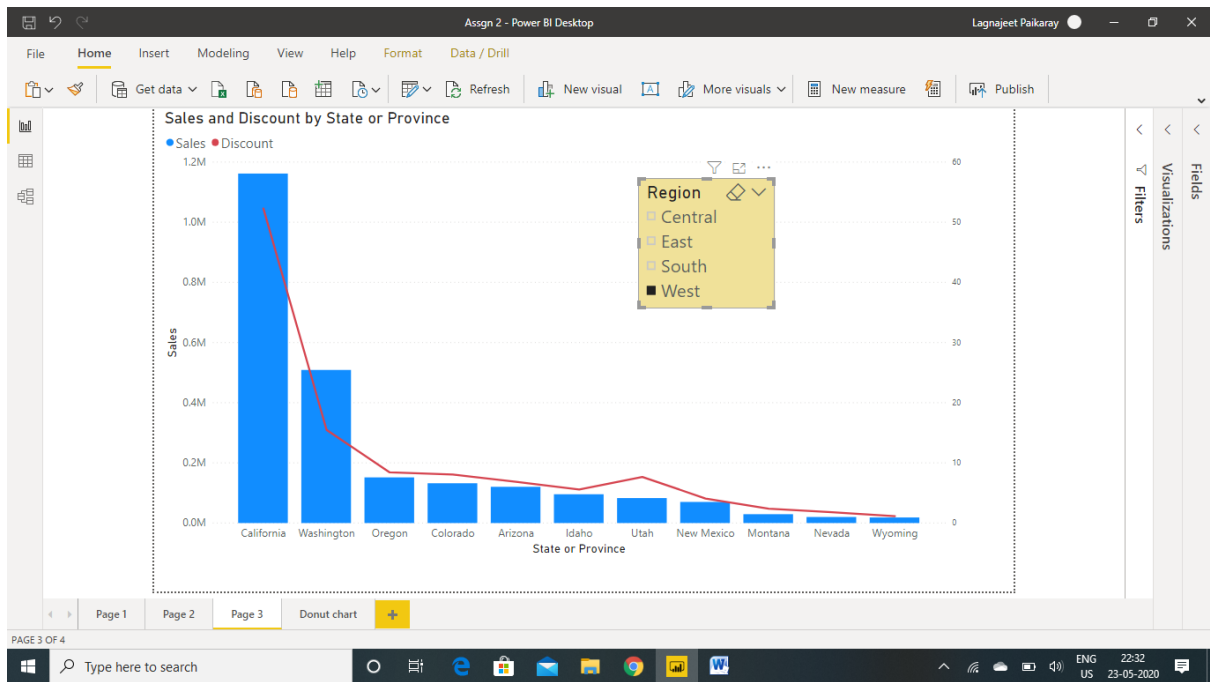 Assgn 2 - Power BI Desktop
Lagnajeet Paikaray
File Home Insert Modeling View Help Format Data / Drill
Get data Refresh New visual A More visuals New measure Publish
Sales and Discount by State or Province
Sales Discount
1.2M
1.0M
0.8M
0.6M
0.4M
0.2M
0.0M
Sales
60
50
40
30
20
10
0
Region
Central
East
South
West
California Washington Oregon Colorado Arizona Idaho Utah New Mexico Montana Nevada Wyoming
State or Province
Filters
Visualizations
Fields
Page 1 Page 2 Page 3 Donut chart +
PAGE 3 OF 4
Type here to search
W
ENG
US
22:32
23-05-2020